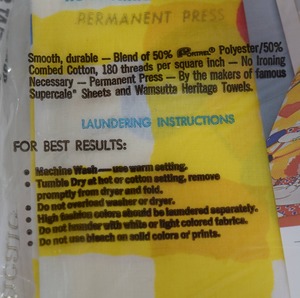 PERMANENT PRESS
Smooth, durable — Blend of 50% Fortrel® Polyester/50%
Combed Cotton, 180 threads per square inch — No Ironing
Necessary — Permanent Press — By the makers of famous
Supercale* Sheets and Wamsutta Heritage Towels.
LAUNDERING INSTRUCTIONS
FOR BEST RESULTS:
• Machine Wash — use warm setting.
• Tumble Dry at hot or cotton setting, remove
promptly from dryer and fold.
• Do not overload washer or dryer.
• High fashion colors should be laundered separately.
• Do not launder with white or light colored fabrics.
• Do not use bleach on solid colors or prints.